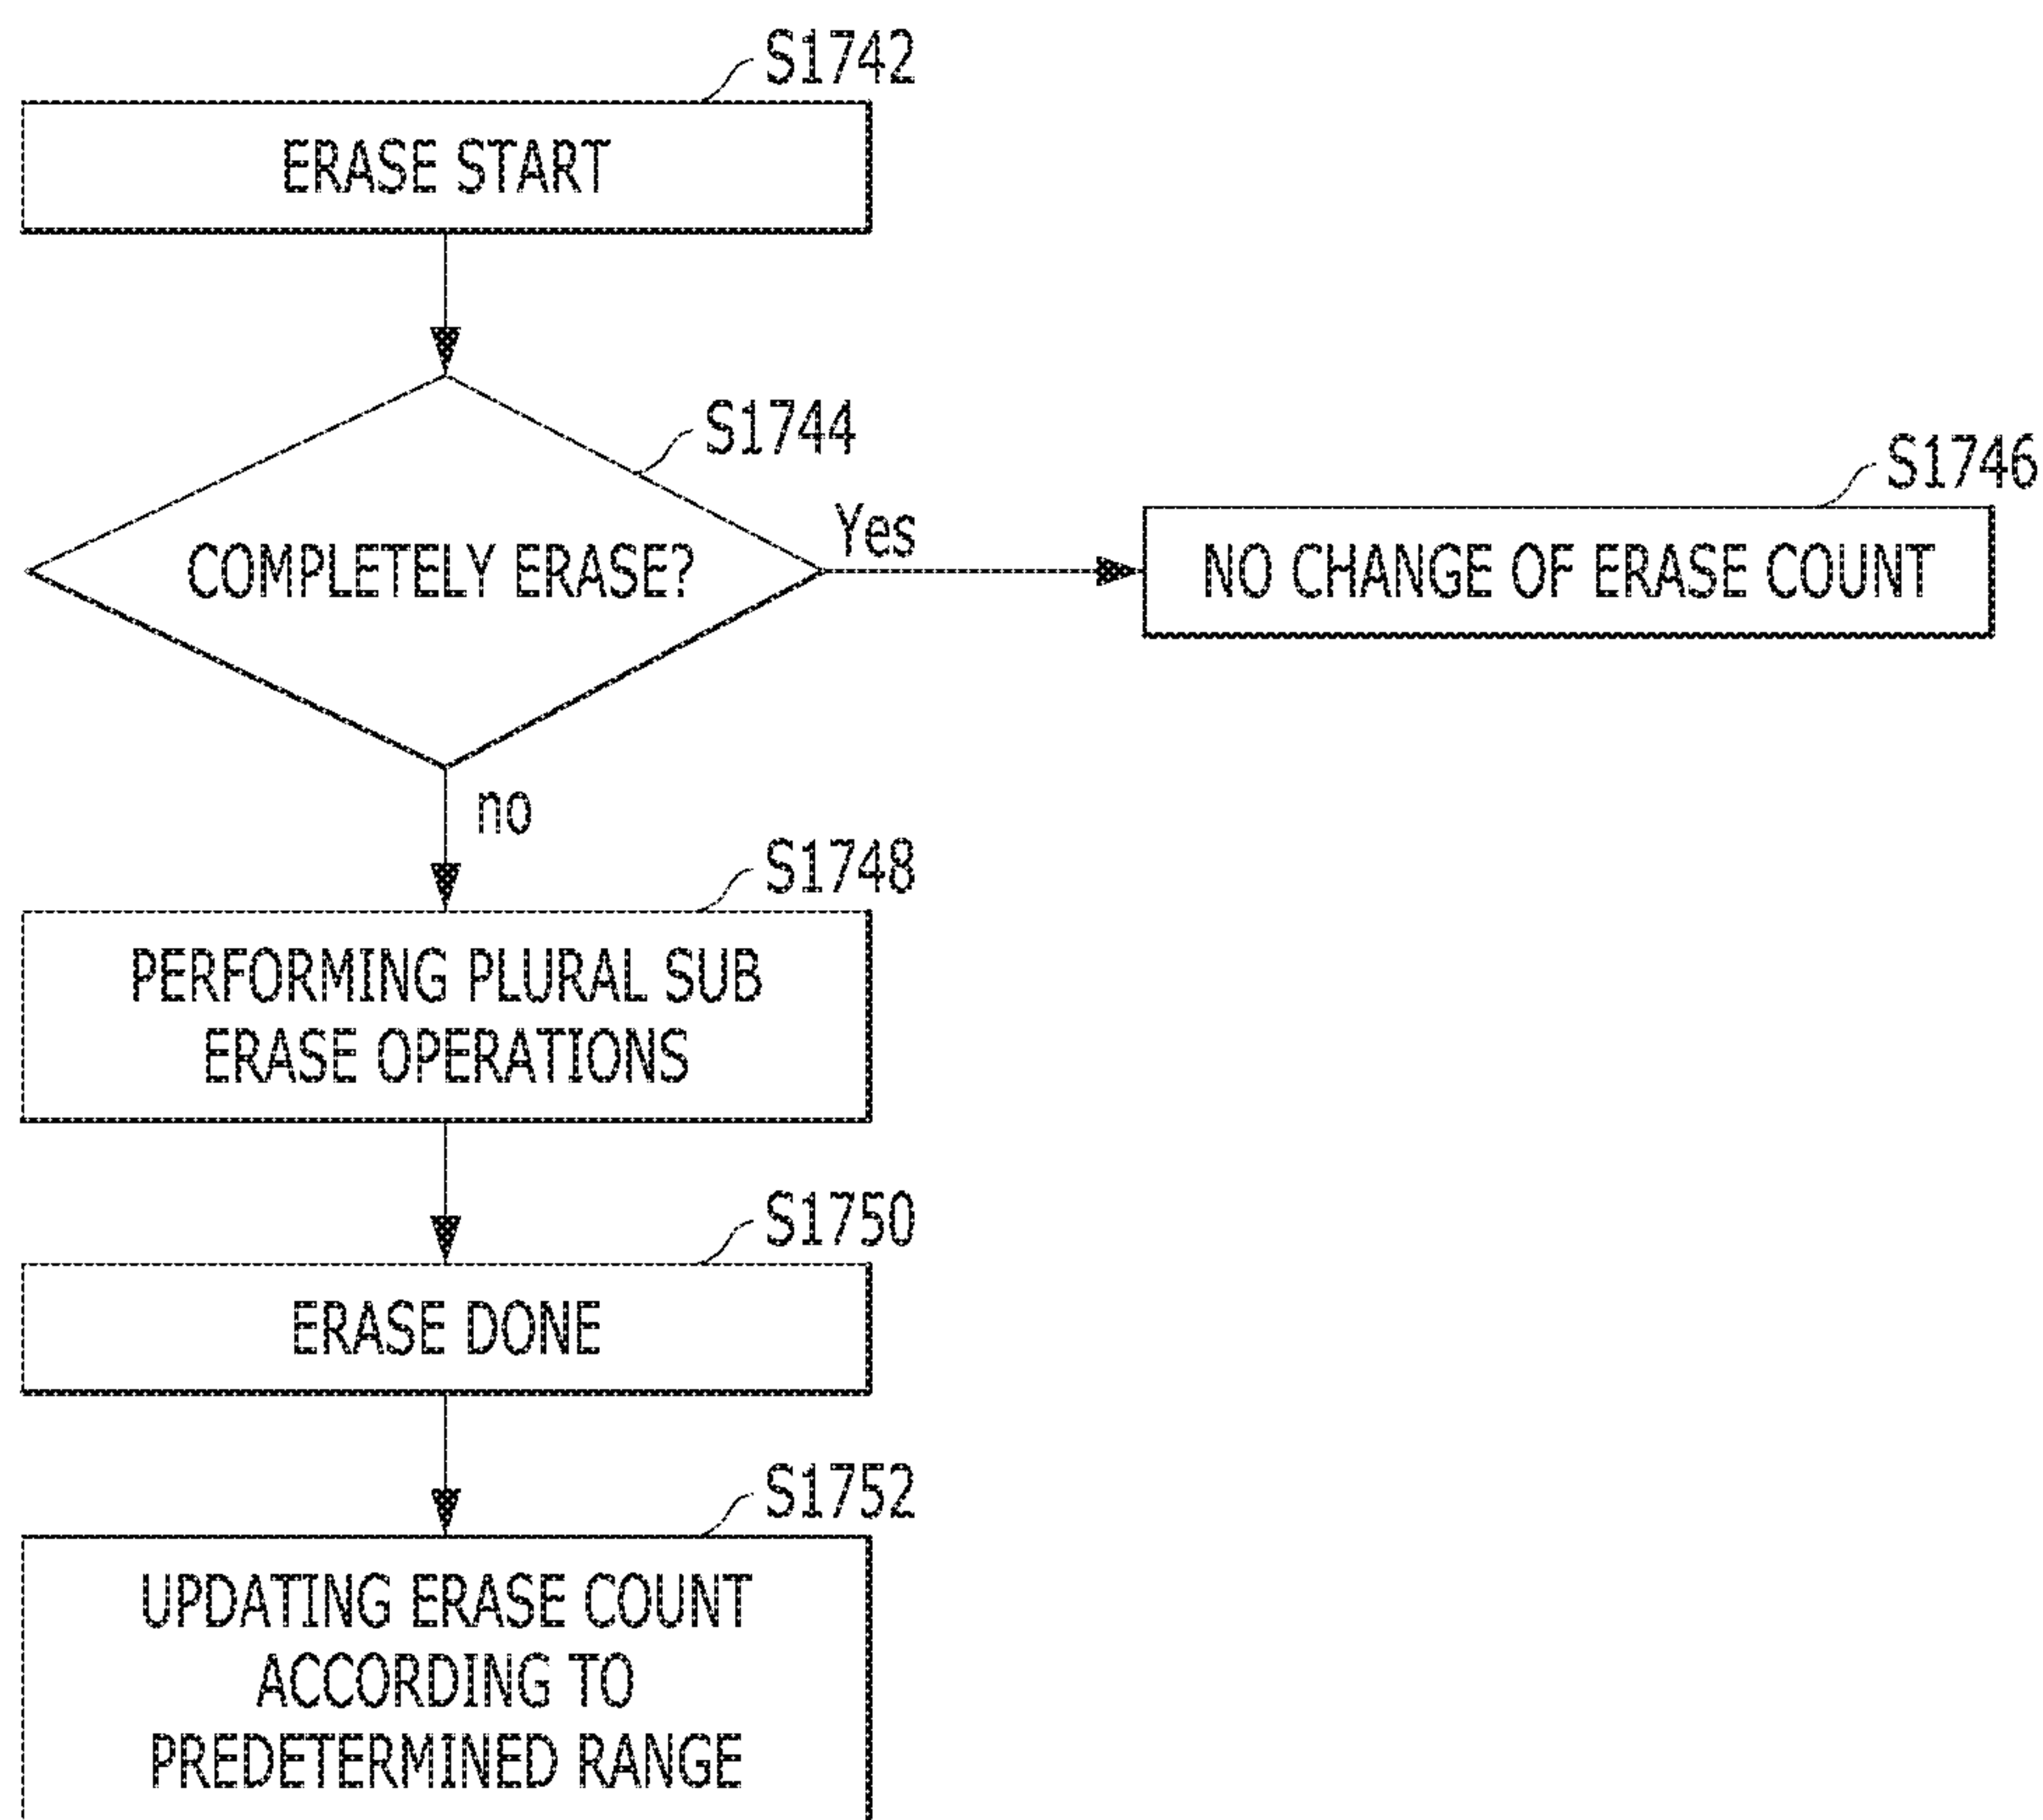 S1742
ERASE START
S1744
COMPLETELY ERASE?
Yes
S1746
NO CHANGE OF ERASE COUNT
no
S1748
PERFORMING PLURAL SUB
ERASE OPERATIONS
S1750
ERASE DONE
S1752
UPDATING ERASE COUNT
ACCORDING TO
PREDETERMINED RANGE